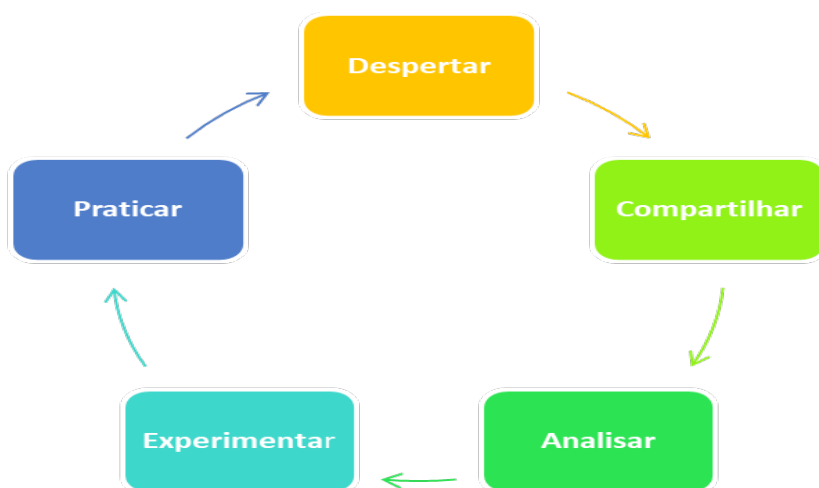 Despertar
Compartilhar
Analisar
Experimentar
Praticar